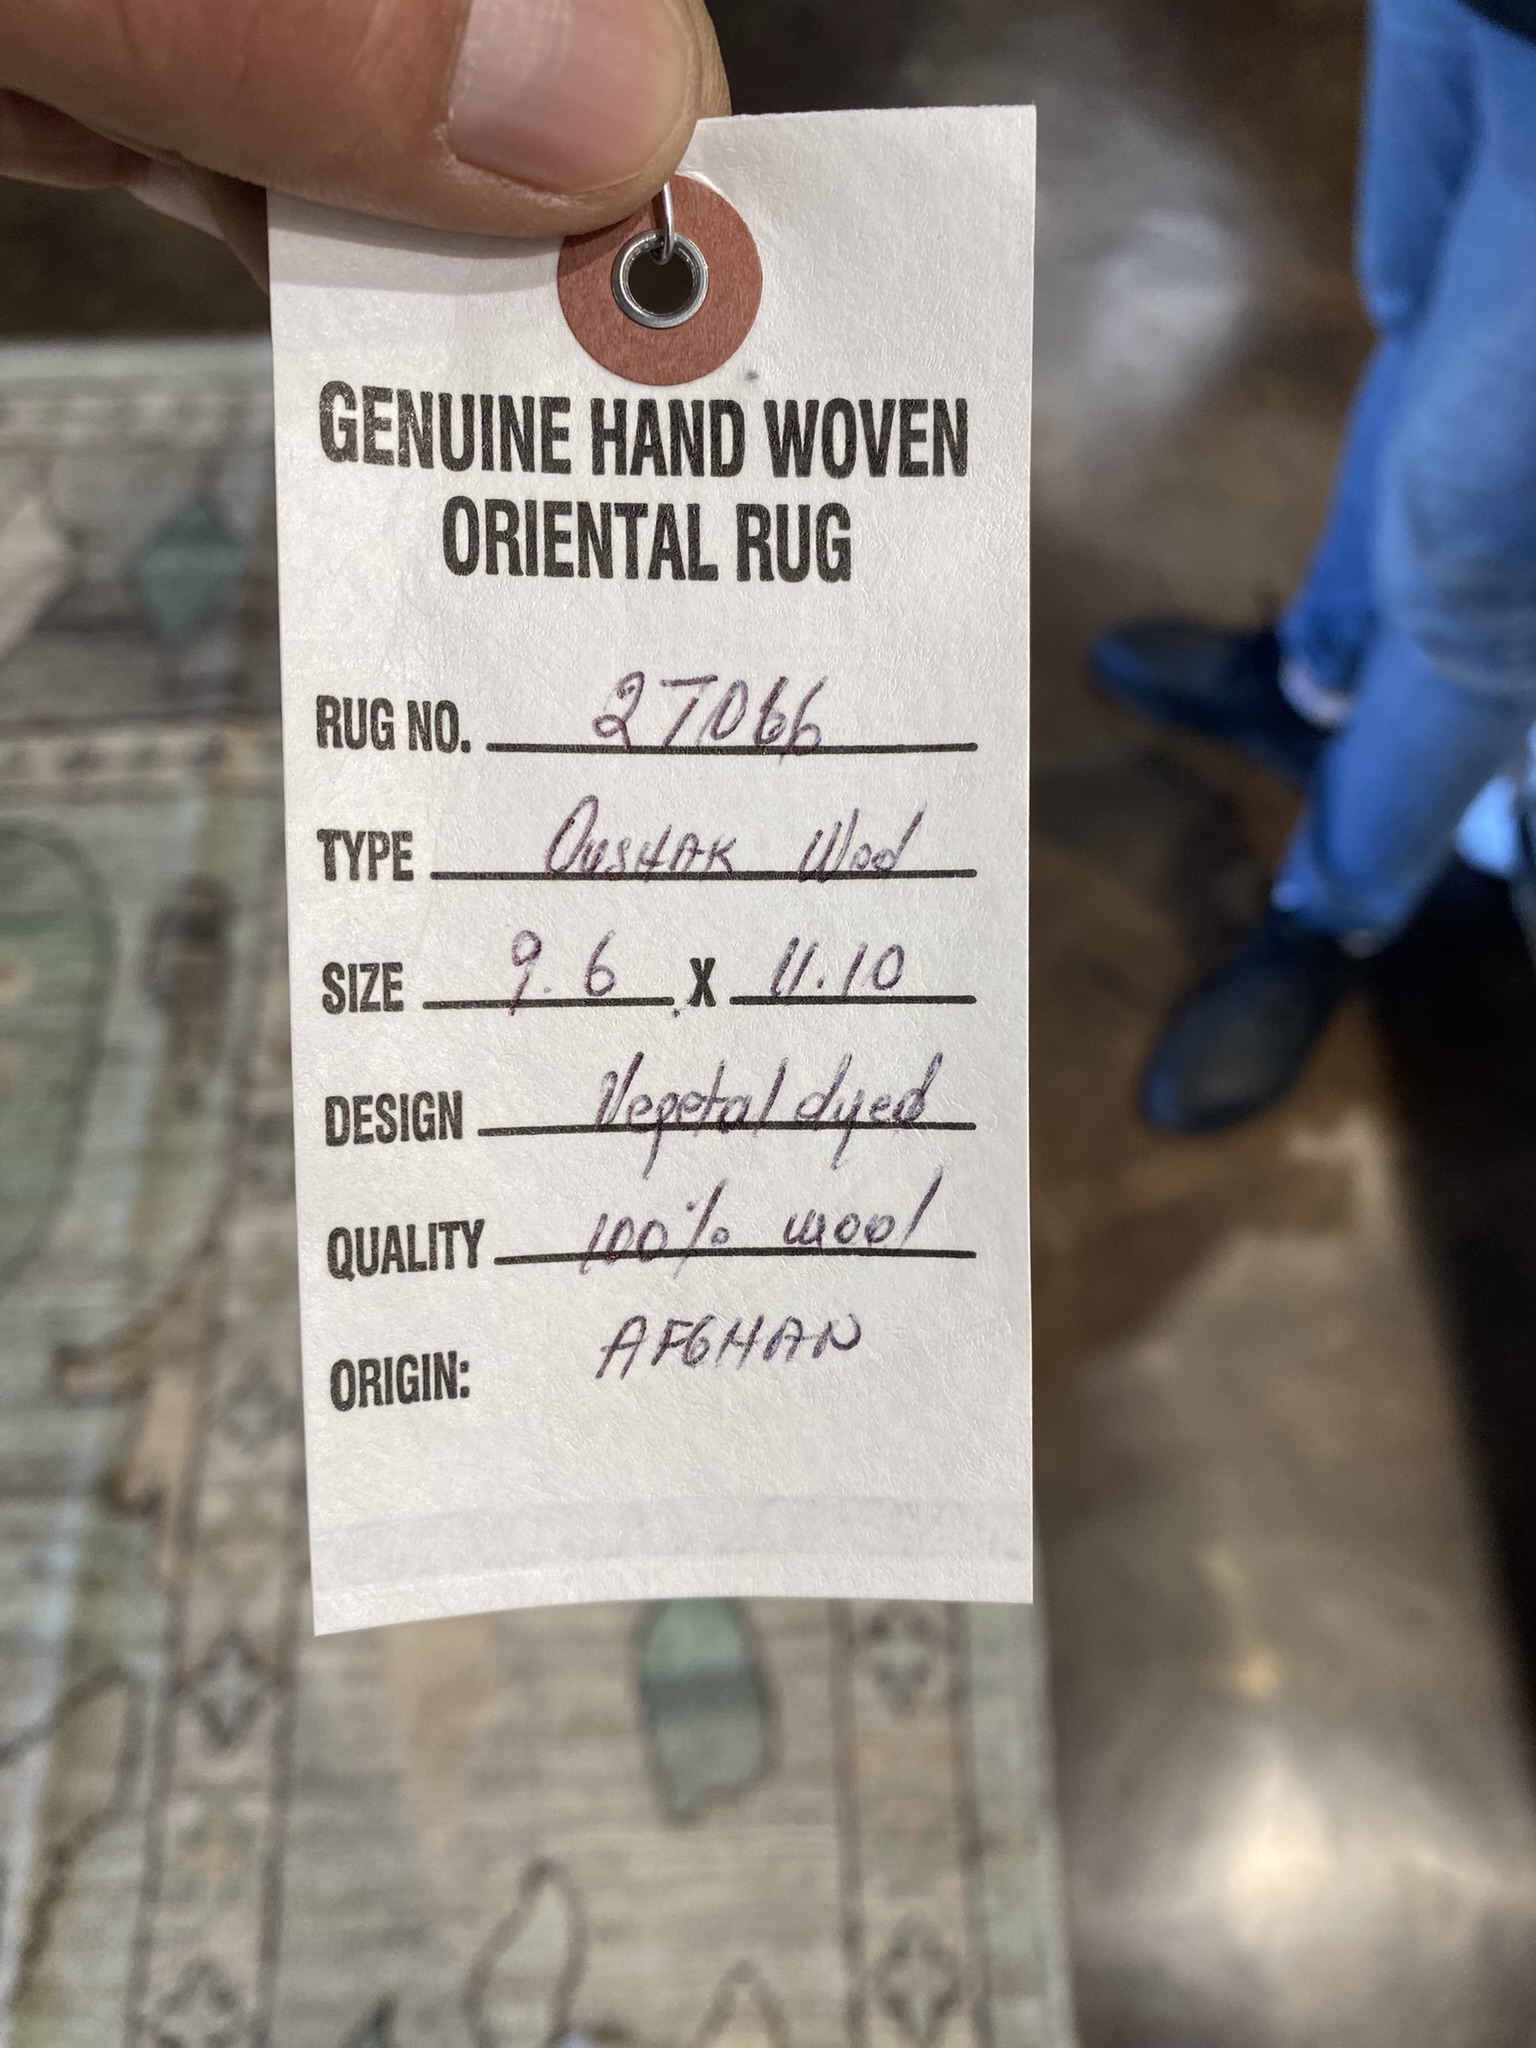 GENUINE HAND WOVEN
ORIENTAL RUG
RUG NO. 27066
TYPE Oushak Wool
SIZE 9.6 X 11.10
DESIGN Vegetal dyed
QUALITY 100% wool
ORIGIN: AFGHAN